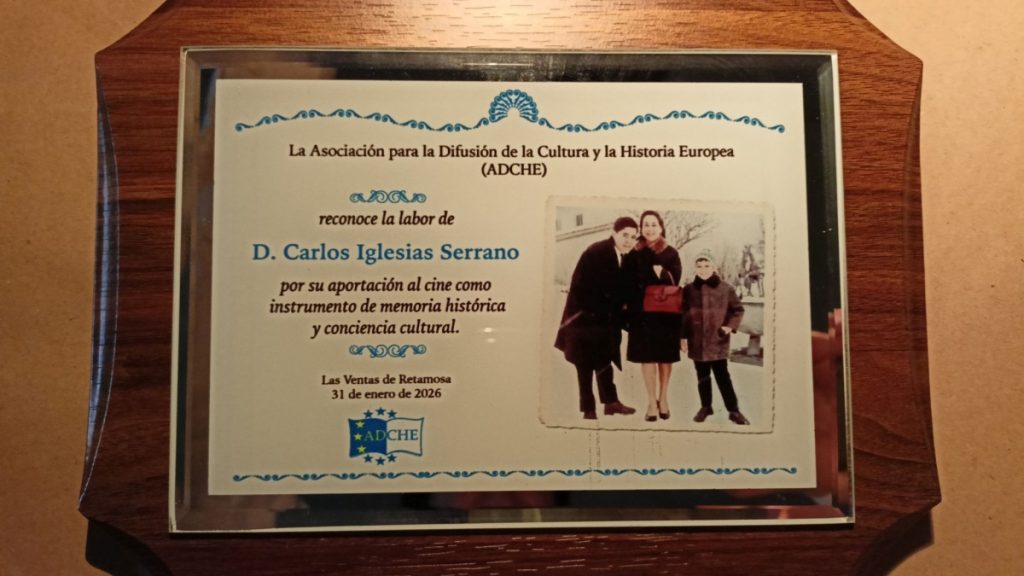 La Asociación para la Difusión de la Cultura y la Historia Europea
(ADCHE)
reconoce la labor de
D. Carlos Iglesias Serrano
por su aportación al cine como
instrumento de memoria histórica
y conciencia cultural.
Las Ventas de Retamosa
31 de enero de 2026
ADCHE